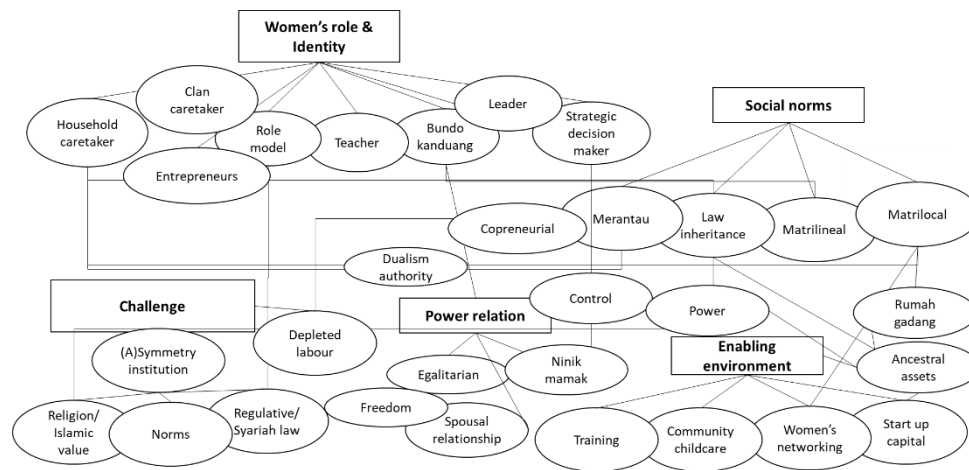 Women's role &
Identity
Clan
caretaker
Leader
Social norms
Household
caretaker
Role
model
Teacher
Bundo
kanduang
Strategic
decision
maker
Entrepreneurs
Copreneurial
Merantau
Law
inheritance
Matrilineal
Matrilocal
Dualism
authority
Challenge
Depleted
labour
Power relation
Control
Power
Rumah
gadang
(A)Symmetry
institution
Egalitarian
Ninik
mamak
Enabling
environment
Ancestral
assets
Religion/
Islamic
value
Norms
Regulative/
Syariah law
Freedom
Spousal
relationship
Training
Community
childcare
Women's
networking
Start up
capital